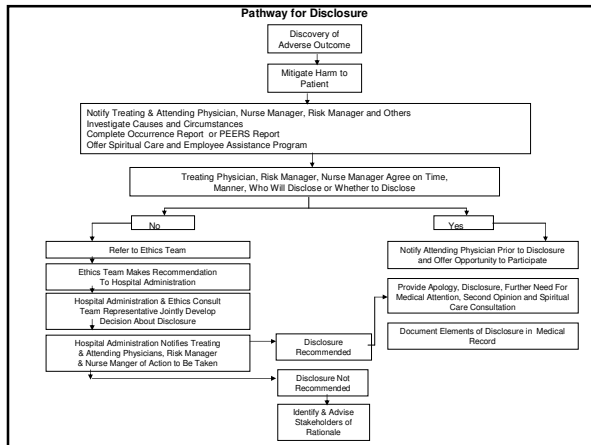 Pathway for Disclosure
Discovery of
Adverse Outcome
Mitigate Harm to
Patient
Notify Treating & Attending Physician, Nurse Manager, Risk Manager and Others
Investigate Causes and Circumstances
Complete Occurrence Report or PEERS Report
Offer Spiritual Care and Employee Assistance Program
Treating Physician, Risk Manager, Nurse Manager Agree on Time,
Manner, Who Will Disclose or Whether to Disclose
No
Yes
Refer to Ethics Team
Ethics Team Makes Recommendation
To Hospital Administration
Hospital Administration & Ethics Consult
Team Representative Jointly Develop
Decision About Disclosure
Hospital Administration Notifies Treating
& Attending Physicians, Risk Manager
& Nurse Manger of Action to Be Taken
Disclosure
Recommended
Disclosure Not
Recommended
Identify & Advise
Stakeholders of
Rationale
Notify Attending Physician Prior to Disclosure
and Offer Opportunity to Participate
Provide Apology, Disclosure, Further Need For
Medical Attention, Second Opinion and Spiritual
Care Consultation
Document Elements of Disclosure in Medical
Record